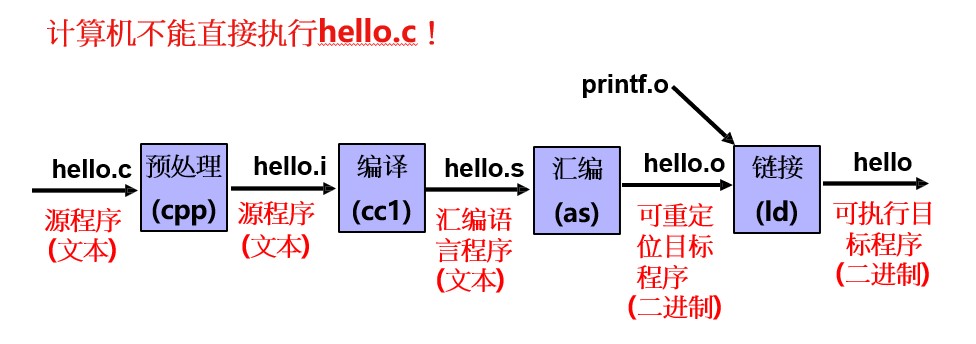 计算机不能直接执行hello.c！
printf.o
hello.c
预处理
(cpp)
hello.i
编译
(cc1)
hello.s
汇编
(as)
hello.o
链接
(ld)
hello
源程序
(文本)
源程序
(文本)
汇编语
言程序
(文本)
可重定
位目标
程序
(二进制)
可执行目
标程序
(二进制)